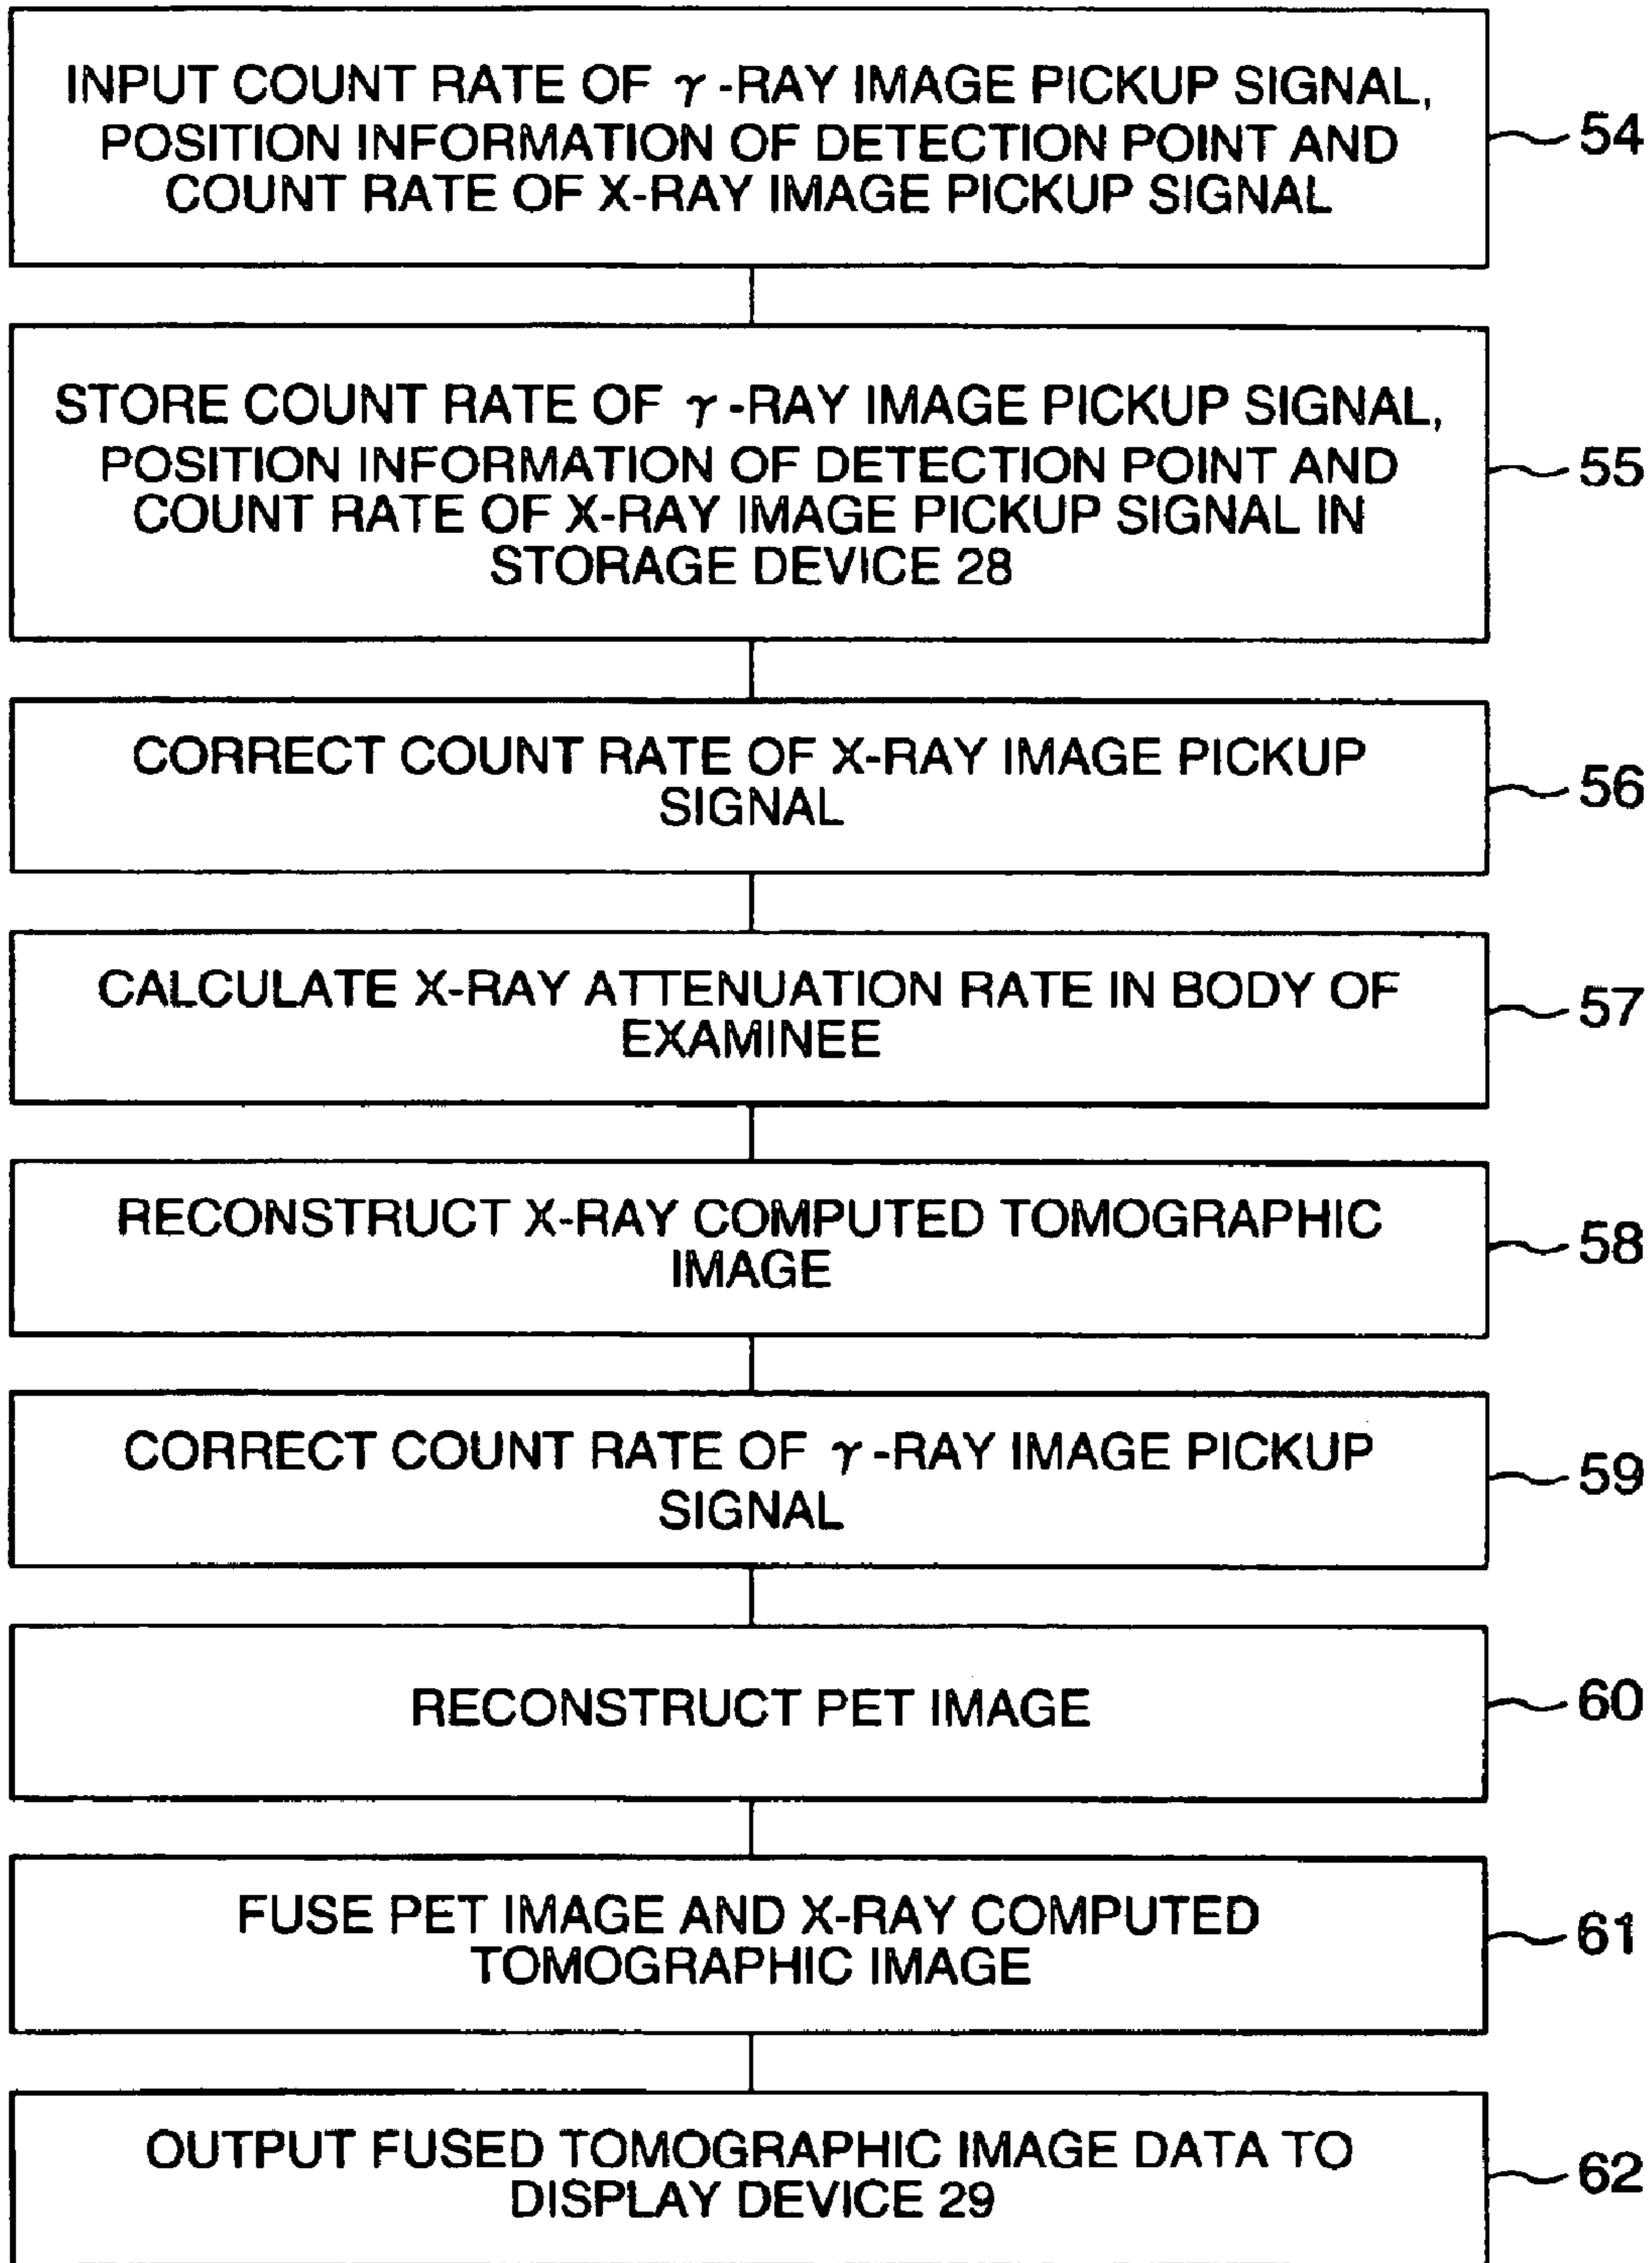 INPUT COUNT RATE OF γ-RAY IMAGE PICKUP SIGNAL,
POSITION INFORMATION OF DETECTION POINT AND
COUNT RATE OF X-RAY IMAGE PICKUP SIGNAL
54
STORE COUNT RATE OF γ-RAY IMAGE PICKUP SIGNAL,
POSITION INFORMATION OF DETECTION POINT AND
COUNT RATE OF X-RAY IMAGE PICKUP SIGNAL IN
STORAGE DEVICE 28
55
CORRECT COUNT RATE OF X-RAY IMAGE PICKUP
SIGNAL
56
CALCULATE X-RAY ATTENUATION RATE IN BODY OF
EXAMINEE
57
RECONSTRUCT X-RAY COMPUTED TOMOGRAPHIC
IMAGE
58
CORRECT COUNT RATE OF γ-RAY IMAGE PICKUP
SIGNAL
59
RECONSTRUCT PET IMAGE
60
FUSE PET IMAGE AND X-RAY COMPUTED
TOMOGRAPHIC IMAGE
61
OUTPUT FUSED TOMOGRAPHIC IMAGE DATA TO
DISPLAY DEVICE 29
62